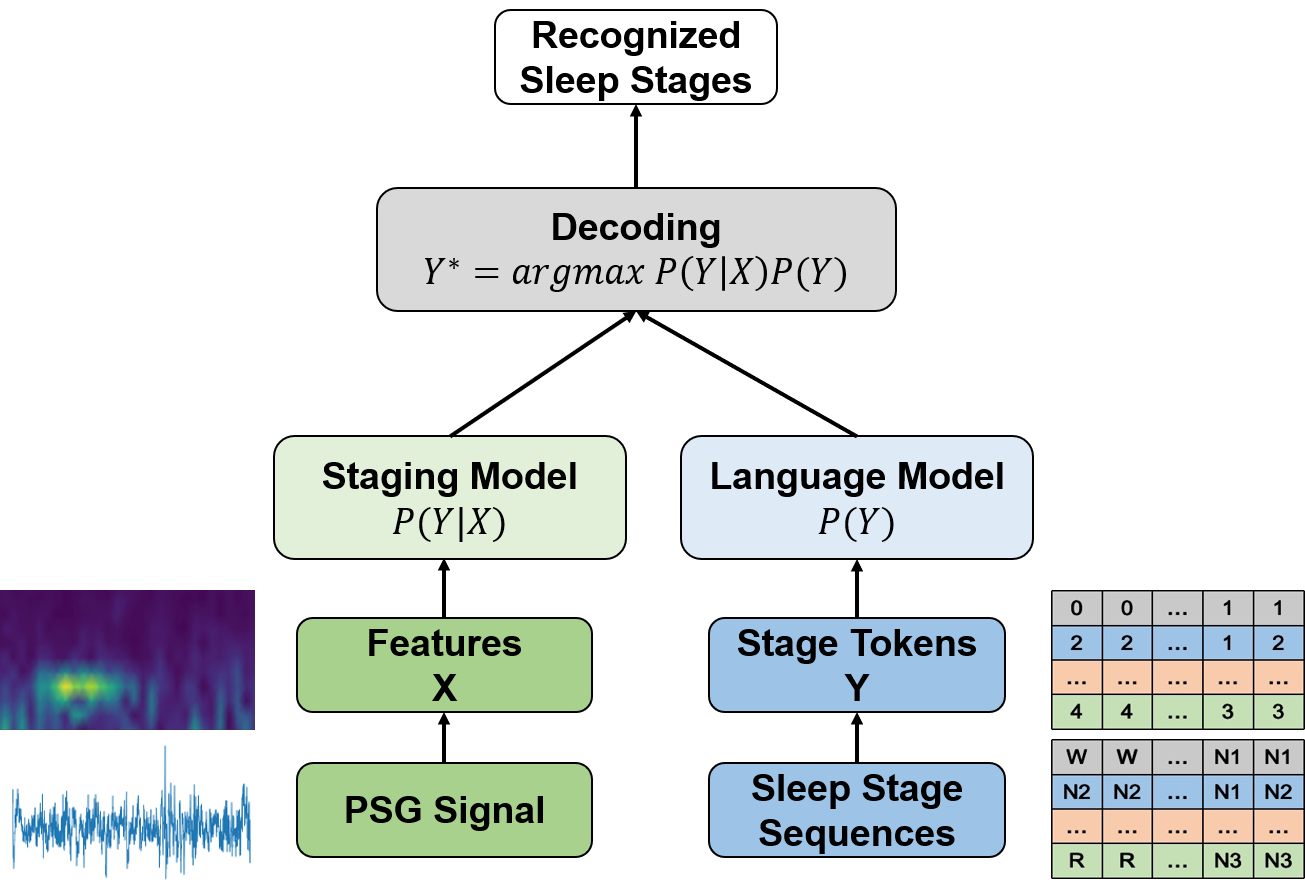 Recognized
Sleep Stages
Decoding
Y* = argmax P(Y|X)P(Y)
Staging Model
P(Y|X)
Language Model
P(Y)
Features
X
Stage Tokens
Y
0 0 ... 1 1
2 2 ... 1 2
... ... ... ... ...
4 4 ... 3 3
PSG Signal
Sleep Stage
Sequences
W W ... N1 N1
N2 N2 ... N1 N2
... ... ... ... ...
R R ... N3 N3